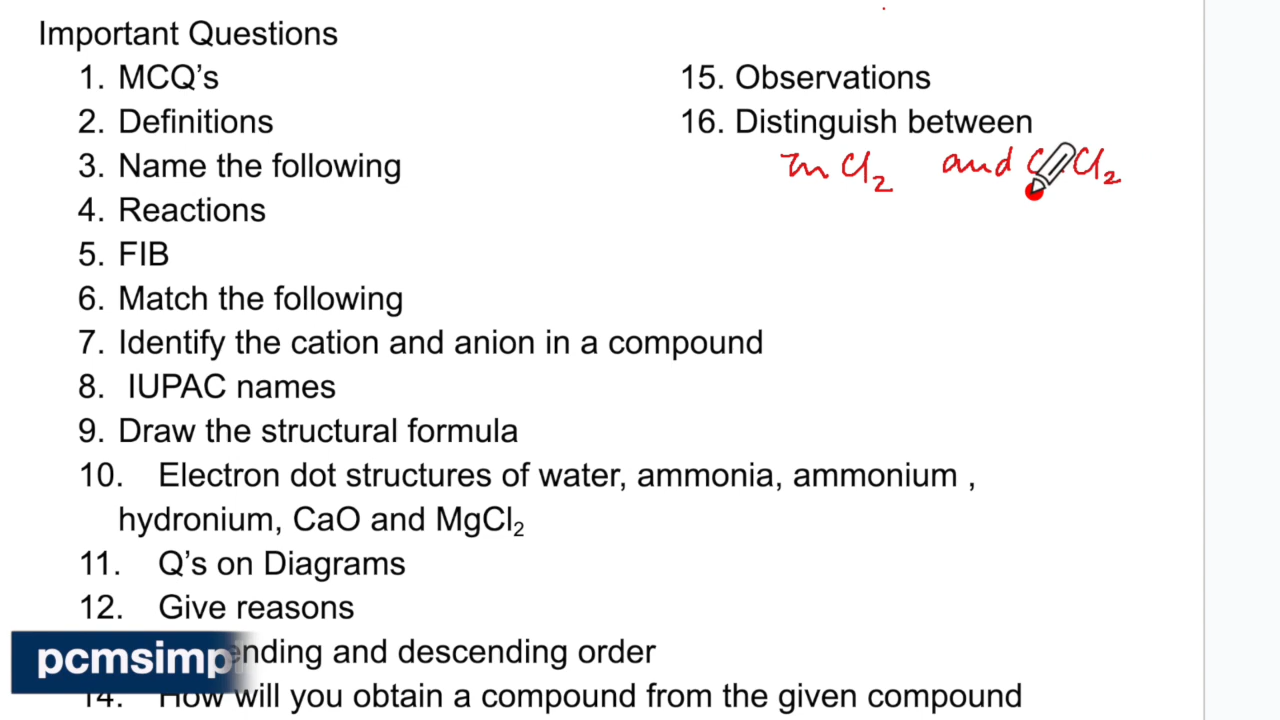 Important Questions
1. MCQ's
2. Definitions
3. Name the following
4. Reactions
5. FIB
6. Match the following
7. Identify the cation and anion in a compound
8. IUPAC names
9. Draw the structural formula
10. Electron dot structures of water, ammonia, ammonium ,
hydronium, CaO and MgCl₂
11. Q's on Diagrams
12. Give reasons
ending and descending order
14. How will you obtain a compound from the given compound
15. Observations
16. Distinguish between
Zn Cl₂ and Cl₂
pcmsimp